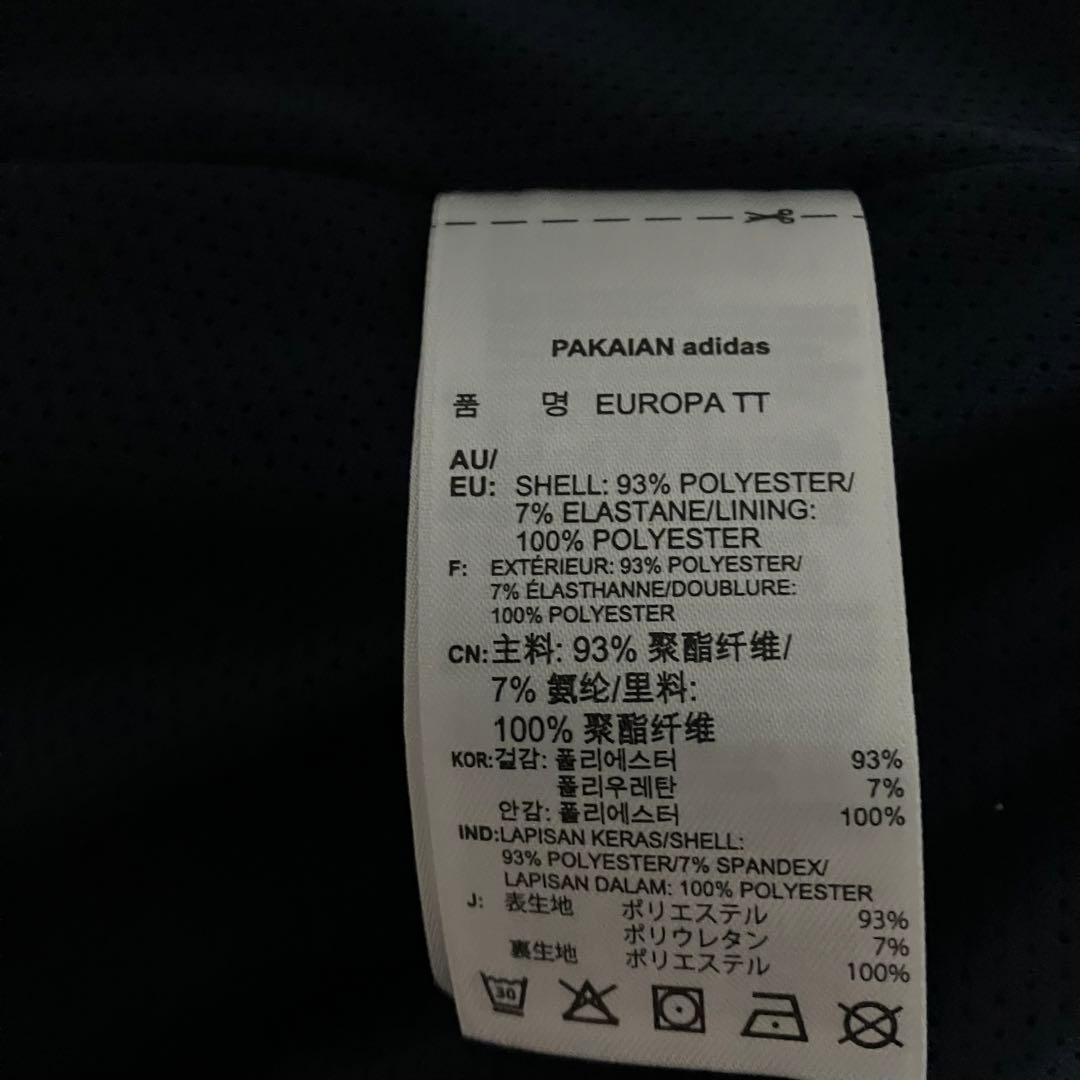 PAKAIAN adidas
품 명 EUROPA TT
AU/
EU: SHELL: 93% POLYESTER/
7% ELASTANE/LINING:
100% POLYESTER
F: EXTÉRIEUR: 93% POLYESTER/
7% ÉLASTHANNE/DOUBLURE:
100% POLYESTER
CN:主料: 93% 聚酯纤维/
7% 氨纶/里料:
100% 聚酯纤维
KOR:겉감: 폴리에스터 93%
폴리우레탄 7%
안감: 폴리에스터 100%
IND:LAPISAN KERAS/SHELL:
93% POLYESTER/7% SPANDEX/
LAPISAN DALAM: 100% POLYESTER
J: 表生地 ポリエステル 93%
ポリウレタン 7%
裏生地 ポリエステル 100%
30